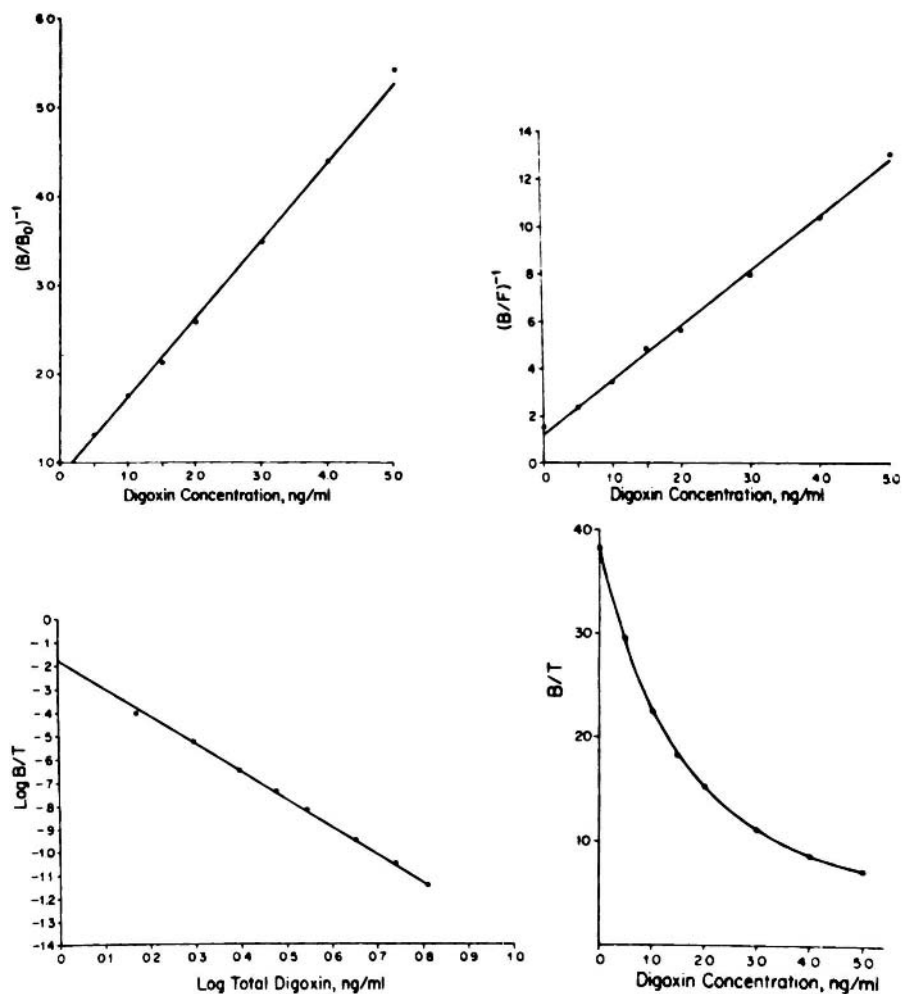 60
50
40
30
20
10
(B/B₀)⁻¹
0 10 20 30 40 50
Digoxin Concentration, ng/ml
14
12
10
8
6
4
2
0
(B/F)⁻¹
0 10 20 30 40 50
Digoxin Concentration, ng/ml
0
- 1
- 2
- 3
- 4
- 5
- 6
- 7
- 8
- 9
-10
-11
-12
-13
-14
Log B/T
0 01 02 03 04 05 06 07 08 09 10
Log Total Digoxin, ng/ml
40
30
20
10
B/T
0 10 20 30 40 50
Digoxin Concentration, ng/ml